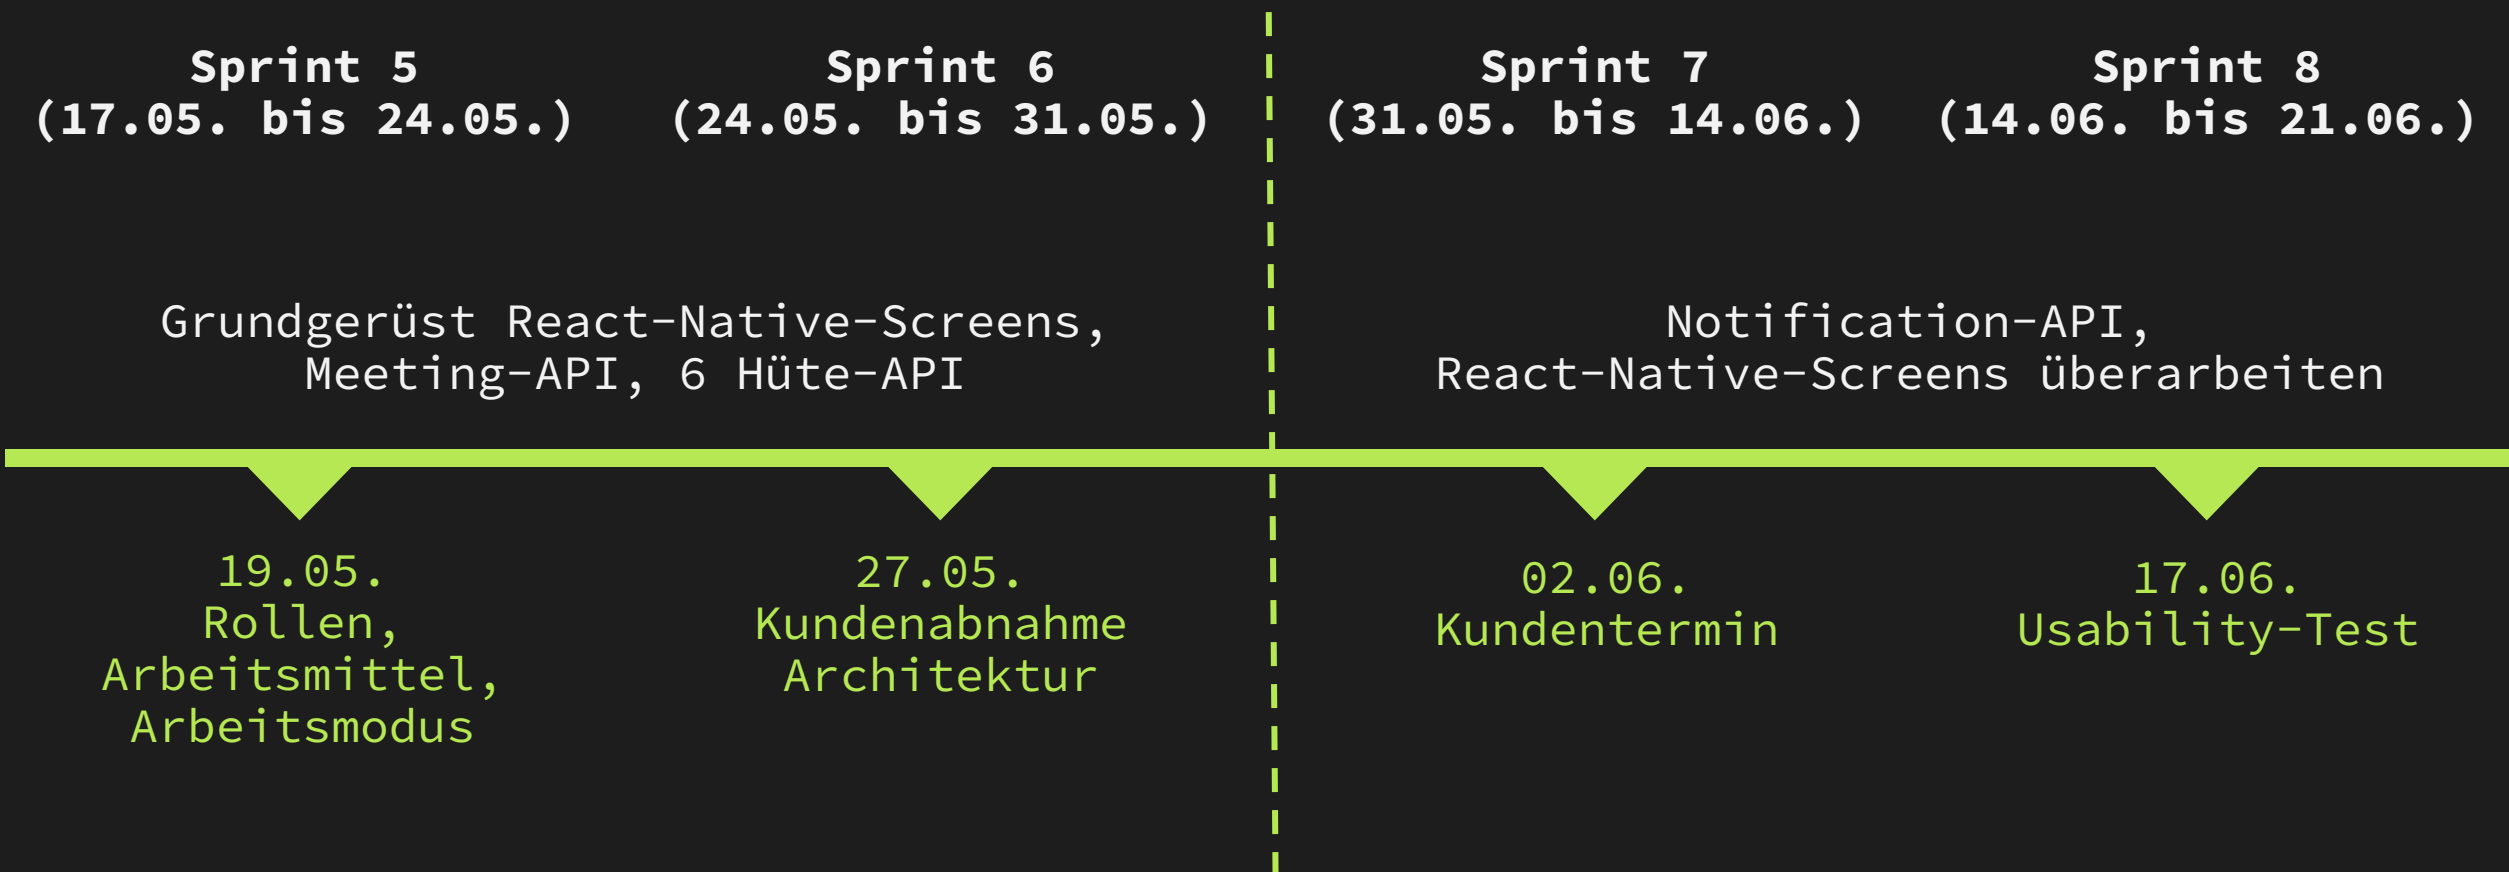 Sprint 5
(17.05. bis 24.05.)
Sprint 6
(24.05. bis 31.05.)
Sprint 7
(31.05. bis 14.06.)
Sprint 8
(14.06. bis 21.06.)
Grundgerüst React-Native-Screens,
Meeting-API, 6 Hüte-API
Notification-API,
React-Native-Screens überarbeiten
19.05.
Rollen,
Arbeitsmittel,
Arbeitsmodus
27.05.
Kundenabnahme
Architektur
02.06.
Kundentermin
17.06.
Usability-Test